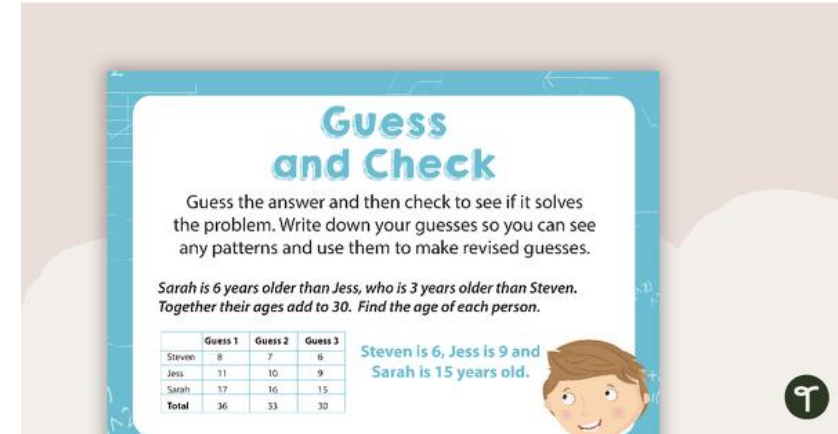 Guess
and Check
Guess the answer and then check to see if it solves
the problem. Write down your guesses so you can see
any patterns and use them to make revised guesses.
Sarah is 6 years older than Jess, who is 3 years older than Steven.
Together their ages add to 30. Find the age of each person.
Guess 1 Guess 2 Guess 3
Steven 8 7 6
Jess 11 10 9
Sarah 17 16 15
Total 36 33 30
Steven is 6, Jess is 9 and
Sarah is 15 years old.